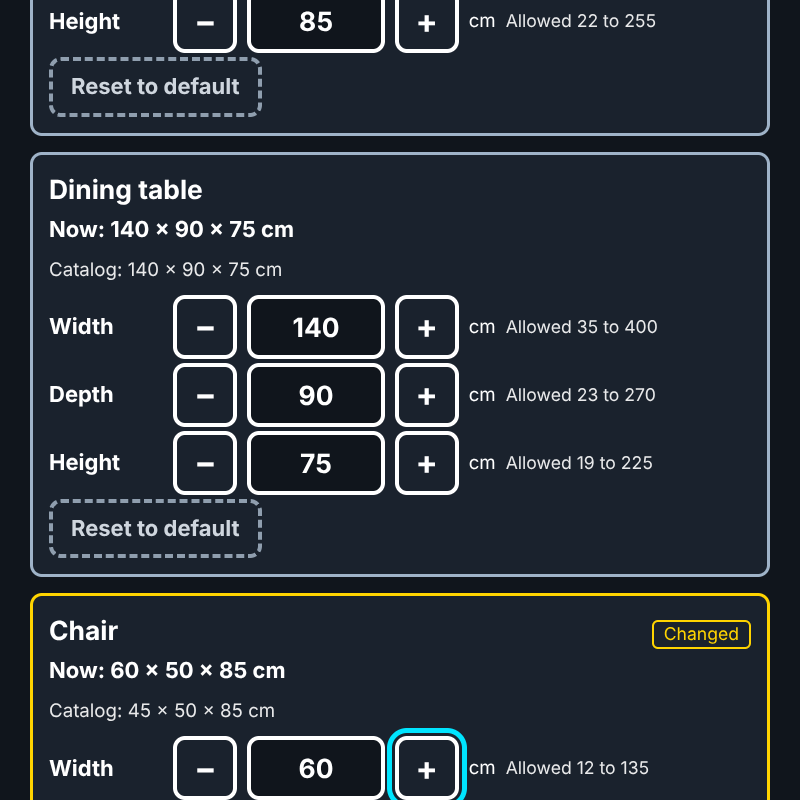 Height − 85 + cm Allowed 22 to 255
Reset to default
Dining table
Now: 140 × 90 × 75 cm
Catalog: 140 × 90 × 75 cm
Width − 140 + cm Allowed 35 to 400
Depth − 90 + cm Allowed 23 to 270
Height − 75 + cm Allowed 19 to 225
Reset to default
Chair Changed
Now: 60 × 50 × 85 cm
Catalog: 45 × 50 × 85 cm
Width − 60 + cm Allowed 12 to 135